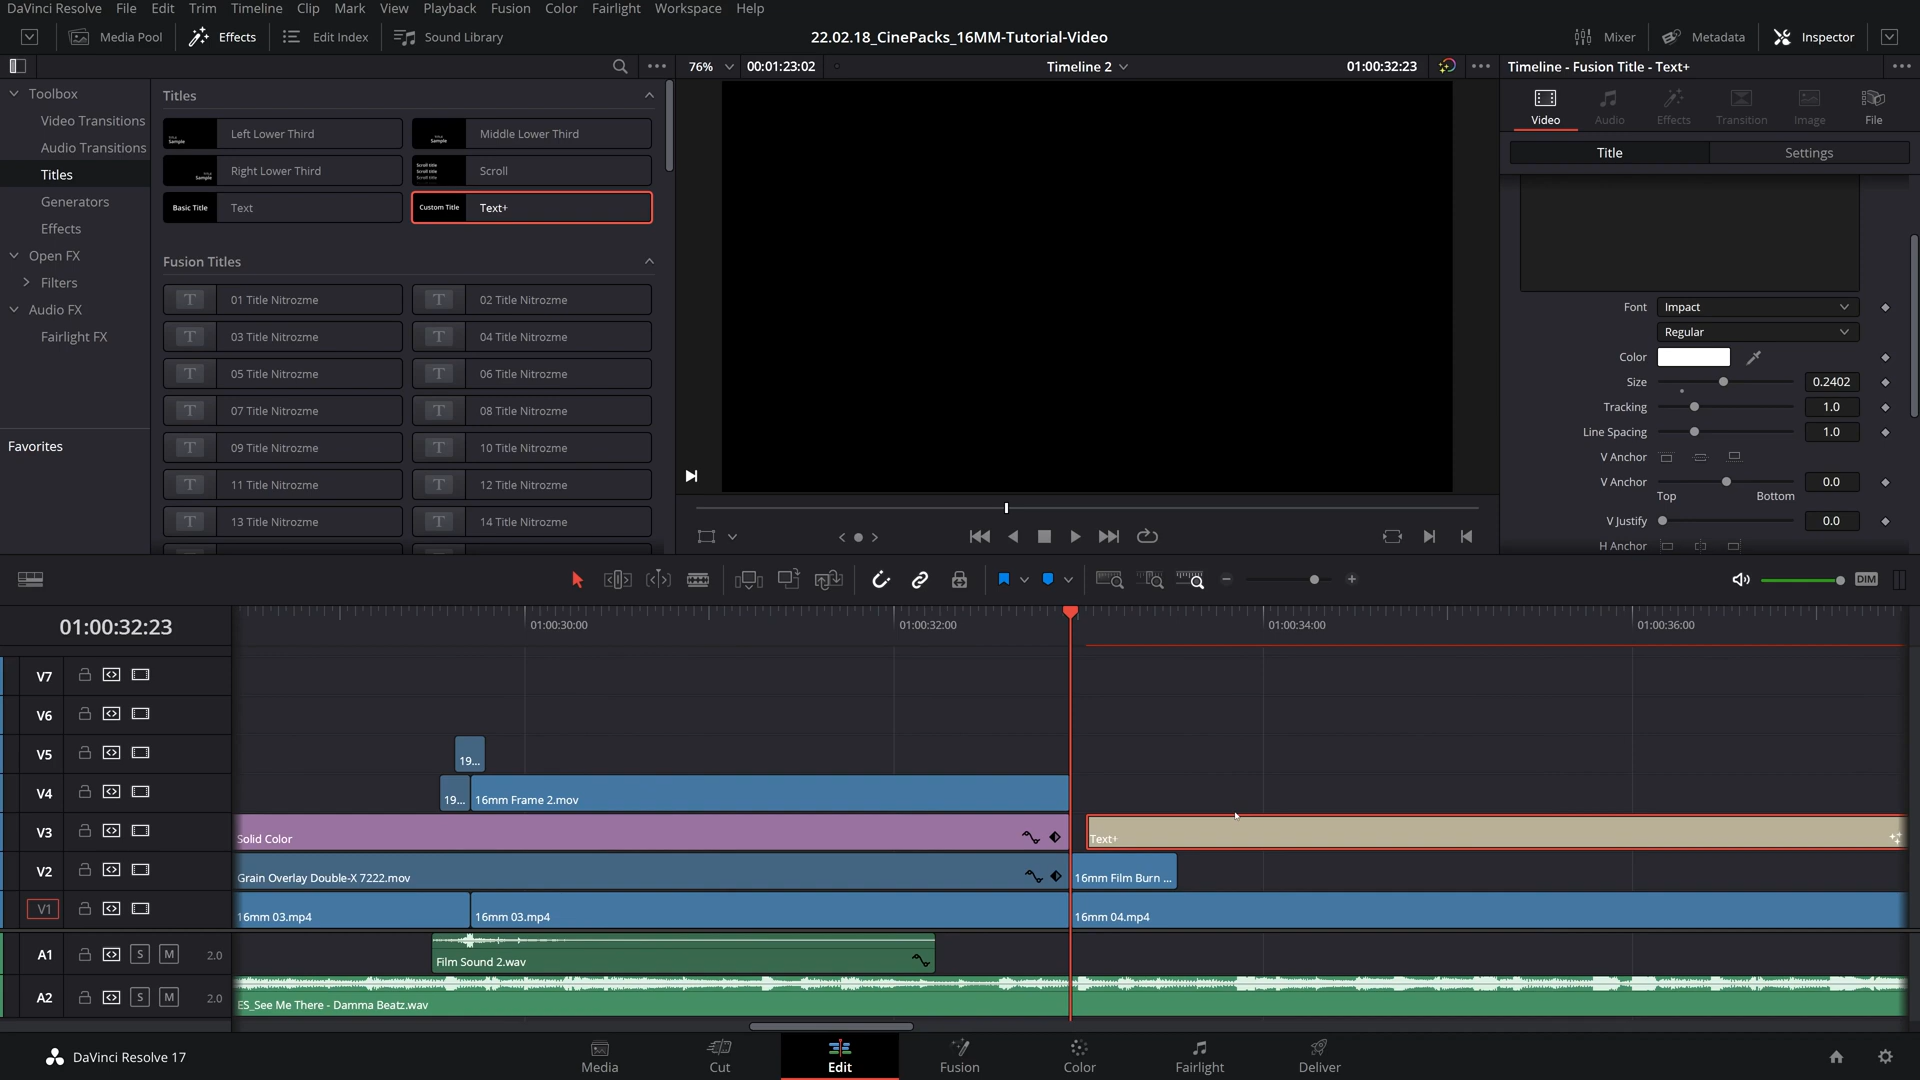 DaVinci Resolve File Edit Trim Timeline Clip Mark View Playback Fusion Color Fairlight Workspace Help
Media Pool Effects Edit Index Sound Library 22.02.18_CinePacks_16MM-Tutorial-Video Mixer Metadata Inspector
76% 00:01:23:02 Timeline 2 01:00:32:23 Timeline - Fusion Title - Text+
Toolbox
Video Transitions
Audio Transitions
Titles
Generators
Effects
Open FX
Filters
Audio FX
Fairlight FX
Favorites
Titles
Left Lower Third Middle Lower Third
Right Lower Third Scroll
Basic Title Text Custom Title Text+
Fusion Titles
01 Title Nitrozme 02 Title Nitrozme
03 Title Nitrozme 04 Title Nitrozme
05 Title Nitrozme 06 Title Nitrozme
07 Title Nitrozme 08 Title Nitrozme
09 Title Nitrozme 10 Title Nitrozme
11 Title Nitrozme 12 Title Nitrozme
13 Title Nitrozme 14 Title Nitrozme
Video Audio Effects Transition Image File
Title Settings
Font Impact
Regular
Color
Size 0.2402
Tracking 1.0
Line Spacing 1.0
V Anchor
V Anchor 0.0
Top Bottom
V Justify 0.0
H Anchor
DIM
01:00:32:23 01:00:30:00 01:00:32:00 01:00:34:00 01:00:36:00
V7
V6
V5 19...
V4 19... 16mm Frame 2.mov
V3 Solid Color Text+
V2 Grain Overlay Double-X 7222.mov 16mm Film Burn ...
V1 16mm 03.mp4 16mm 03.mp4 16mm 04.mp4
A1 S M 2.0 Film Sound 2.wav
A2 S M 2.0 ES_See Me There - Damma Beatz.wav
DaVinci Resolve 17 Media Cut Edit Fusion Color Fairlight Deliver